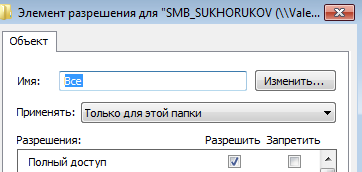 Элемент разрешения для "SMB_SUKHORUKOV (\\Vale...
Объект
Имя: Все Изменить...
Применять: Только для этой папки
Разрешения: Разрешить Запретить
Полный доступ